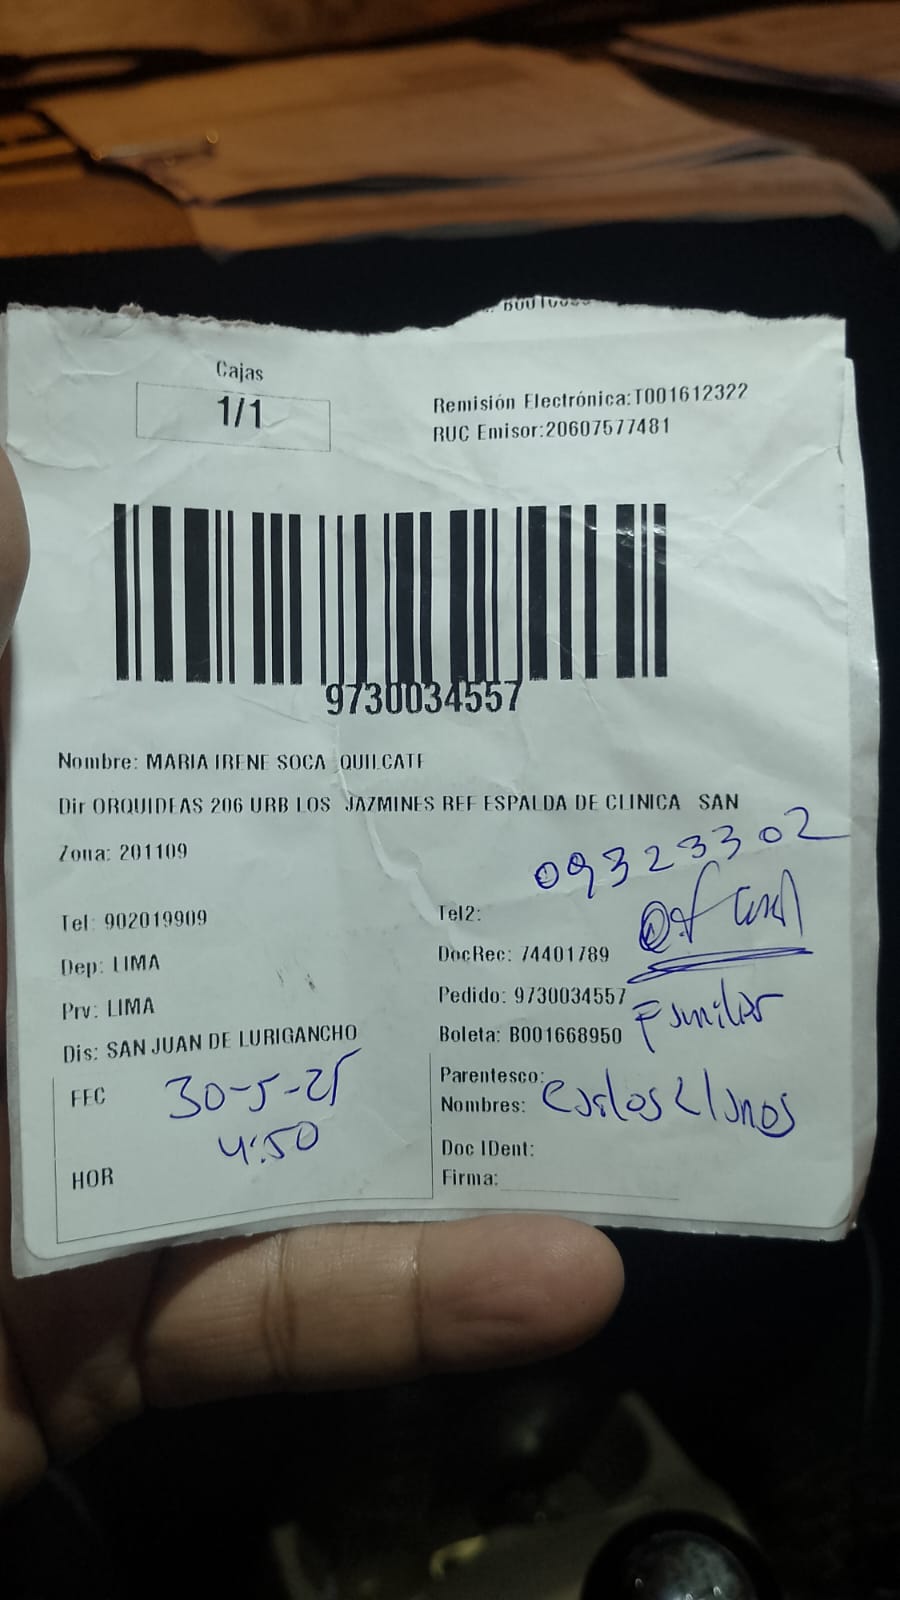 Cajas
1/1
Remisión Electrónica:T001612322
RUC Emisor:20607577481
9730034557
Nombre: MARIA IRENE SOCA QUILCATE
Dir ORQUIDEAS 206 URB LOS JAZMINES REF ESPALDA DE CLINICA SAN
Zona: 201109
09323302
Tel: 902019909
Tel2:
Dep: LIMA
DocRec: 74401789
Prv: LIMA
Pedido: 9730034557
Familiar
Dis: SAN JUAN DE LURIGANCHO
Boleta: B001668950
FEC 30-5-25
Parentesco:
Nombres: Carlos Llanos
4:50
HOR
Doc IDent:
Firma: